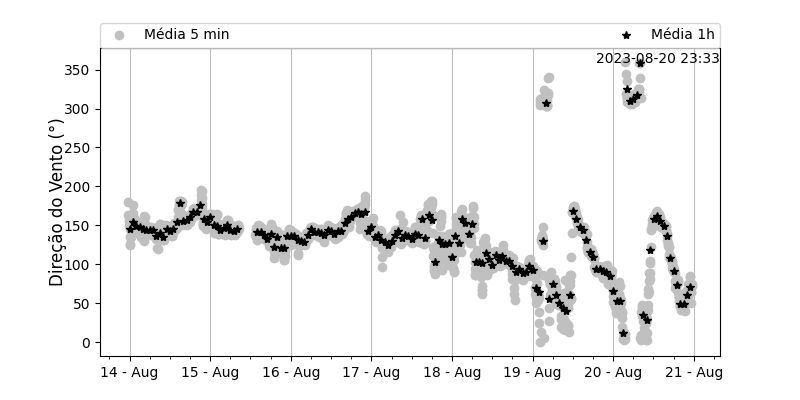 Média 5 min
Média 1h
2023-08-20 23:33
Direção do Vento (°)
350
300
250
200
150
100
50
0
14 - Aug
15 - Aug
16 - Aug
17 - Aug
18 - Aug
19 - Aug
20 - Aug
21 - Aug